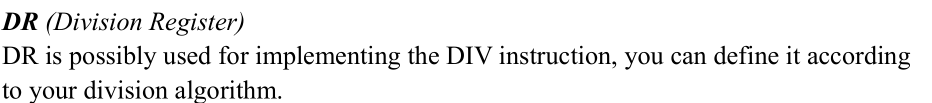 DR (Division Register)
DR is possibly used for implementing the DIV instruction, you can define it according
to your division algorithm.